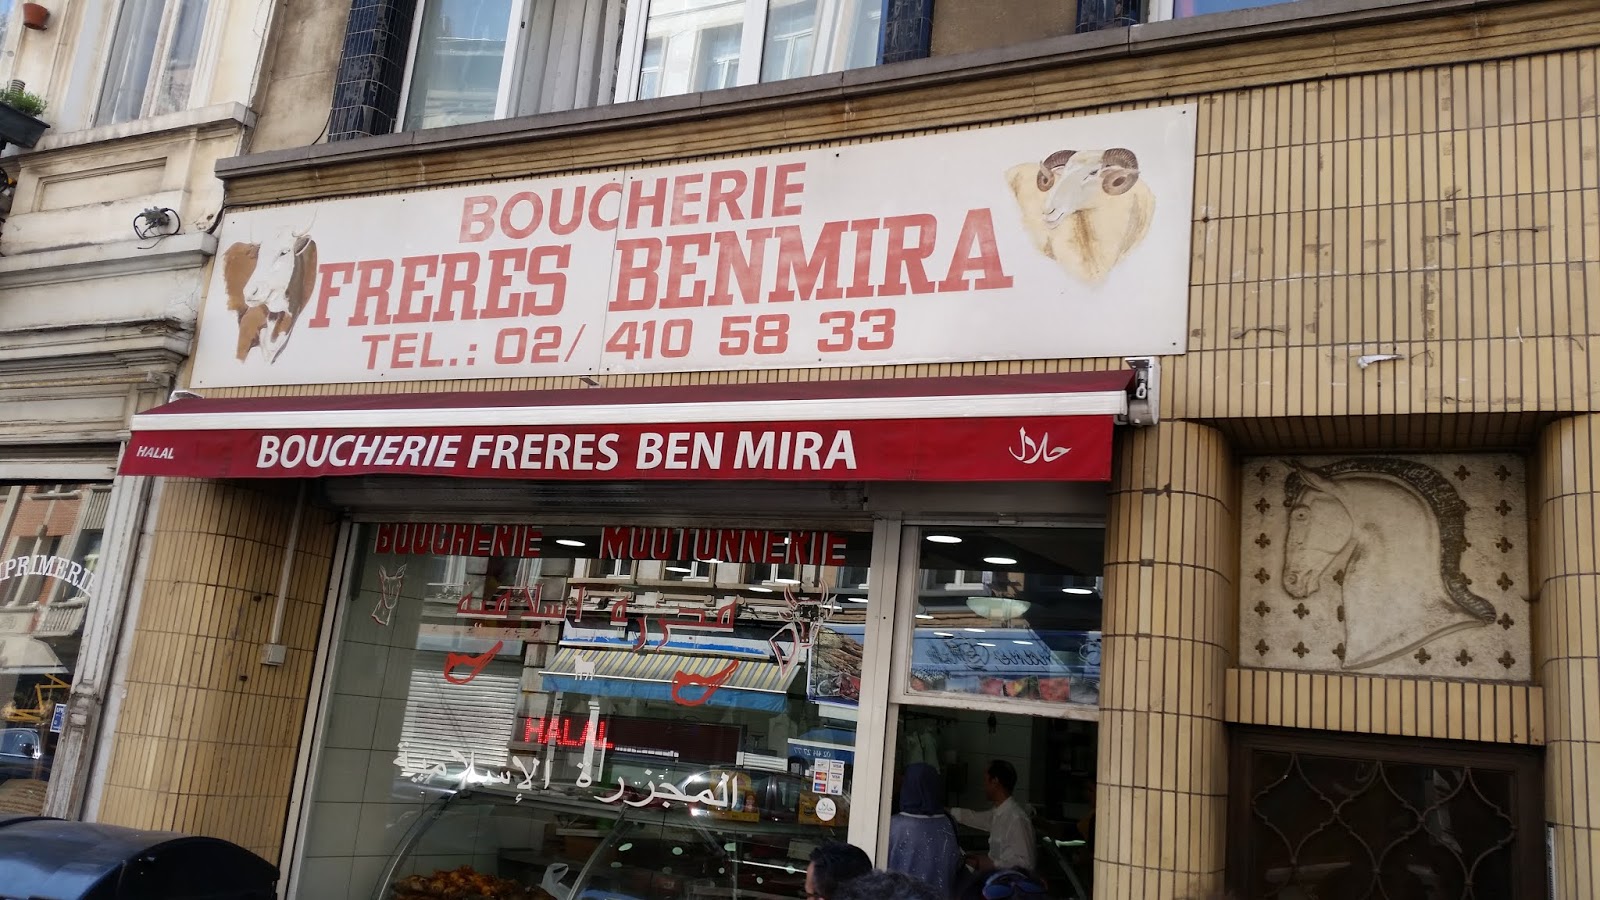 BOUCHERIE
FRERES BENMIRA
TEL.: 02/ 410 58 33
HALAL BOUCHERIE FRERES BEN MIRA حلال
BOUCHERIE MOUTONNERIE
مجزرة اسلامية
HALAL
المجزرة الإسلامية